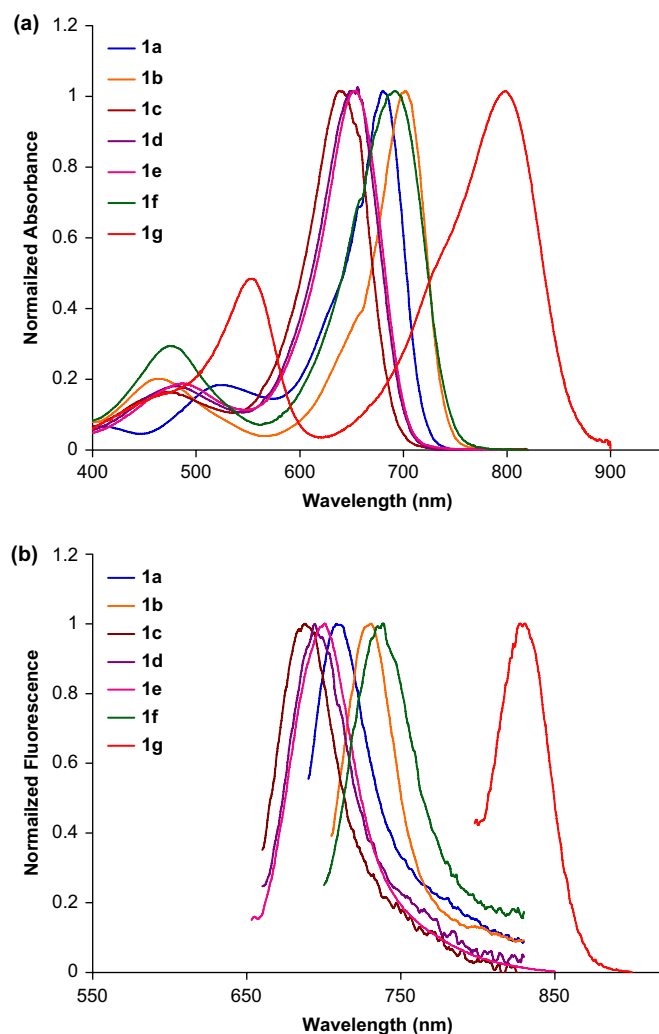 (a)
1.2
1
0.8
0.6
0.4
0.2
0
Normailzed Absorbance
1a
1b
1c
1d
1e
1f
1g
400 500 600 700 800 900
Wavelength (nm)
(b)
1.2
1
0.8
0.6
0.4
0.2
0
Normalized Fluorescence
1a
1b
1c
1d
1e
1f
1g
550 650 750 850
Wavelength (nm)